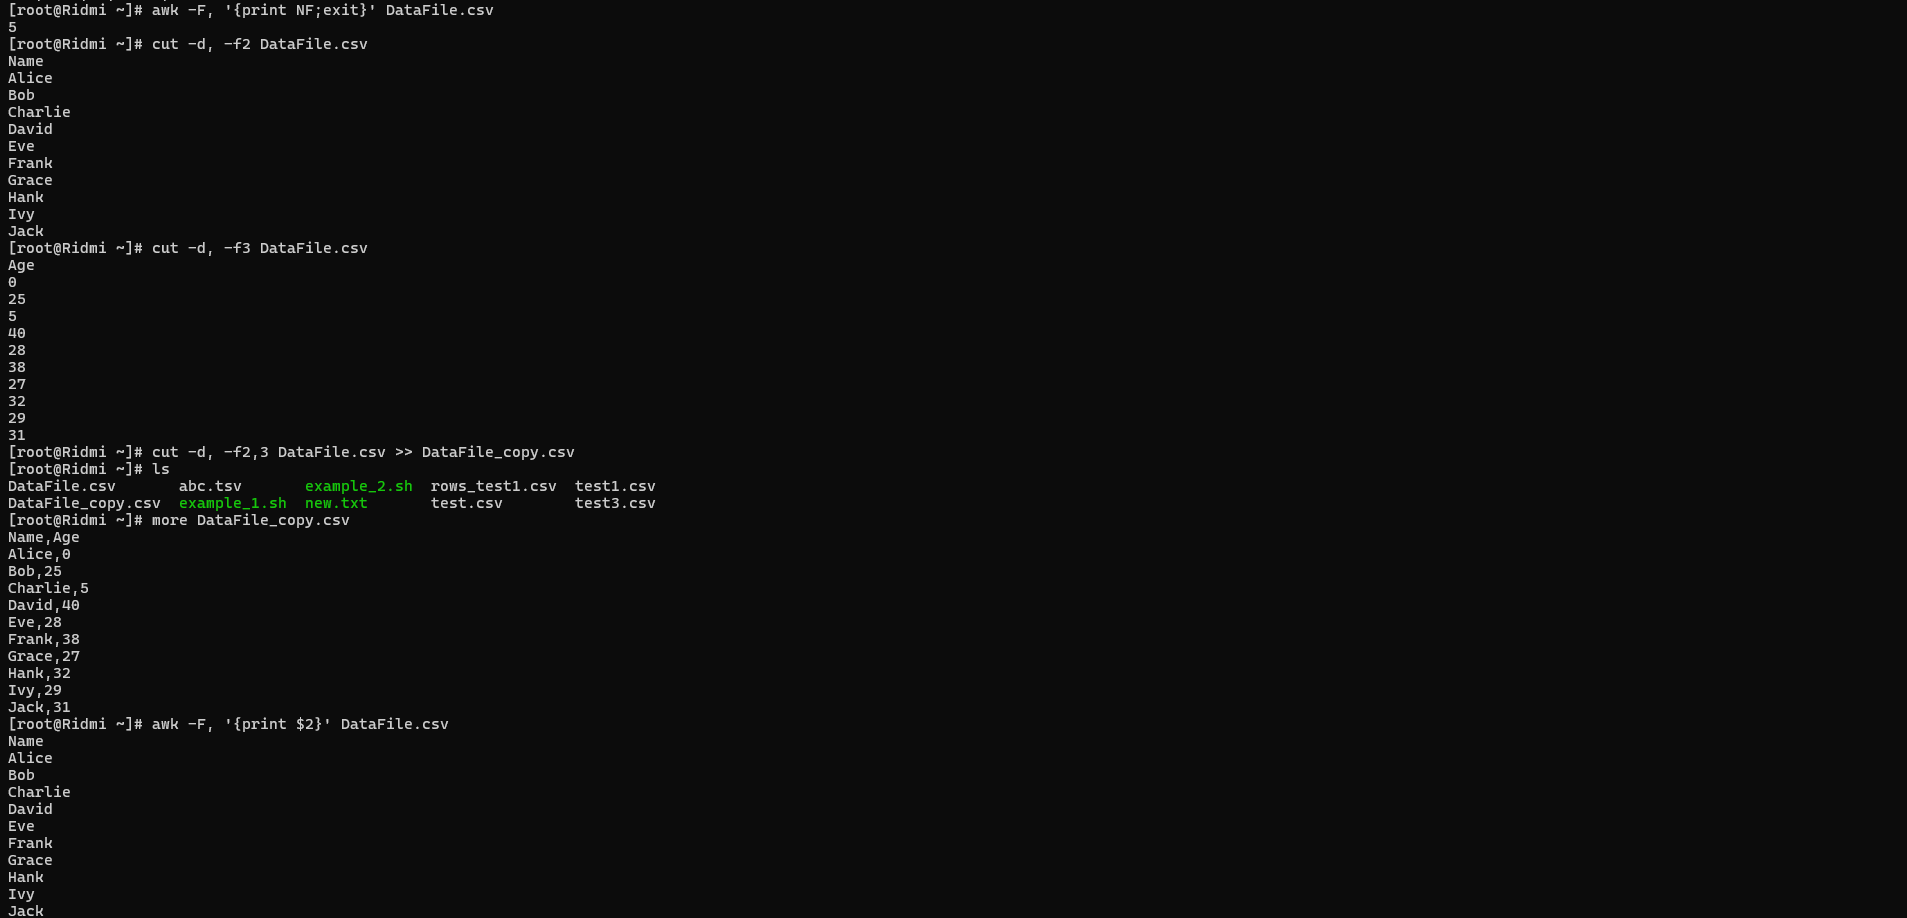 [root@Ridmi ~]# awk -F, '{print NF;exit}' DataFile.csv
5
[root@Ridmi ~]# cut -d, -f2 DataFile.csv
Name
Alice
Bob
Charlie
David
Eve
Frank
Grace
Hank
Ivy
Jack
[root@Ridmi ~]# cut -d, -f3 DataFile.csv
Age
0
25
5
40
28
38
27
32
29
31
[root@Ridmi ~]# cut -d, -f2,3 DataFile.csv >> DataFile_copy.csv
[root@Ridmi ~]# ls
DataFile.csv       abc.tsv       example_2.sh  rows_test1.csv  test1.csv
DataFile_copy.csv  example_1.sh  new.txt       test.csv        test3.csv
[root@Ridmi ~]# more DataFile_copy.csv
Name,Age
Alice,0
Bob,25
Charlie,5
David,40
Eve,28
Frank,38
Grace,27
Hank,32
Ivy,29
Jack,31
[root@Ridmi ~]# awk -F, '{print $2}' DataFile.csv
Name
Alice
Bob
Charlie
David
Eve
Frank
Grace
Hank
Ivy
Jack